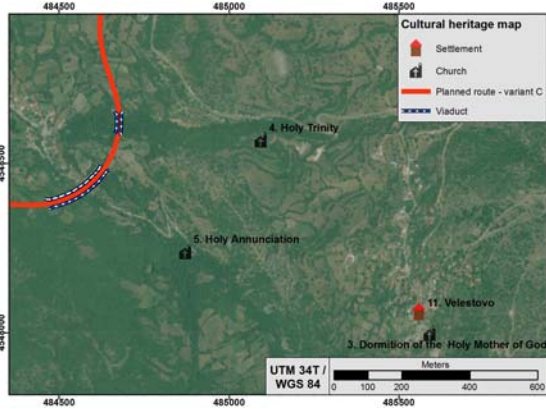 484500 485000 485500
Cultural heritage map
Settlement
Church
Planned route - variant C
Viaduct
4. Holy Trinity
4548500
5. Holy Annunciation
11. Velestovo
3. Dormition of the Holy Mother of God
4548000
UTM 34T /
WGS 84
Meters
0 100 200 400 600
484500 485000 485500